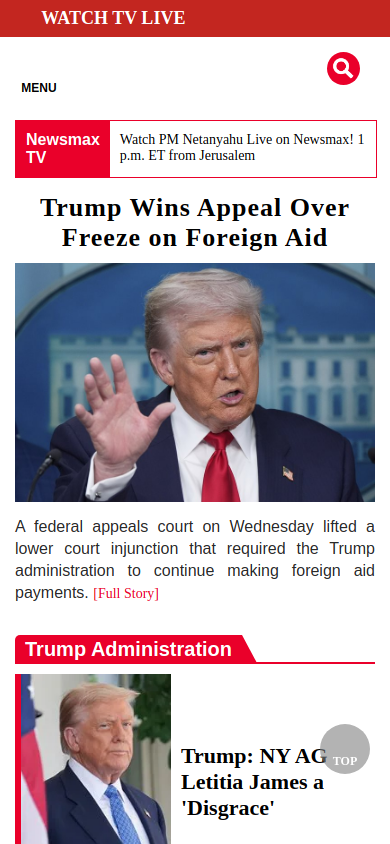 WATCH TV LIVE
MENU
Newsmax
TV
Watch PM Netanyahu Live on Newsmax! 1
p.m. ET from Jerusalem
Trump Wins Appeal Over
Freeze on Foreign Aid
A federal appeals court on Wednesday lifted a
lower court injunction that required the Trump
administration to continue making foreign aid
payments. [Full Story]
Trump Administration
Trump: NY AG
Letitia James a
'Disgrace'
TOP